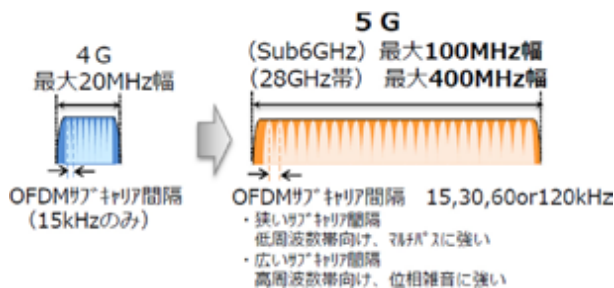 4G
最大20MHz幅
OFDMｻﾌﾞｷｬﾘｱ間隔
(15kHzのみ)
5G
(Sub6GHz) 最大100MHz幅
(28GHz帯) 最大400MHz幅
OFDMｻﾌﾞｷｬﾘｱ間隔 15,30,60or120kHz
・狭いｻﾌﾞｷｬﾘｱ間隔
低周波数帯向け、ﾏﾙﾁﾊﾟｽに強い
・広いｻﾌﾞｷｬﾘｱ間隔
高周波数帯向け、位相雑音に強い